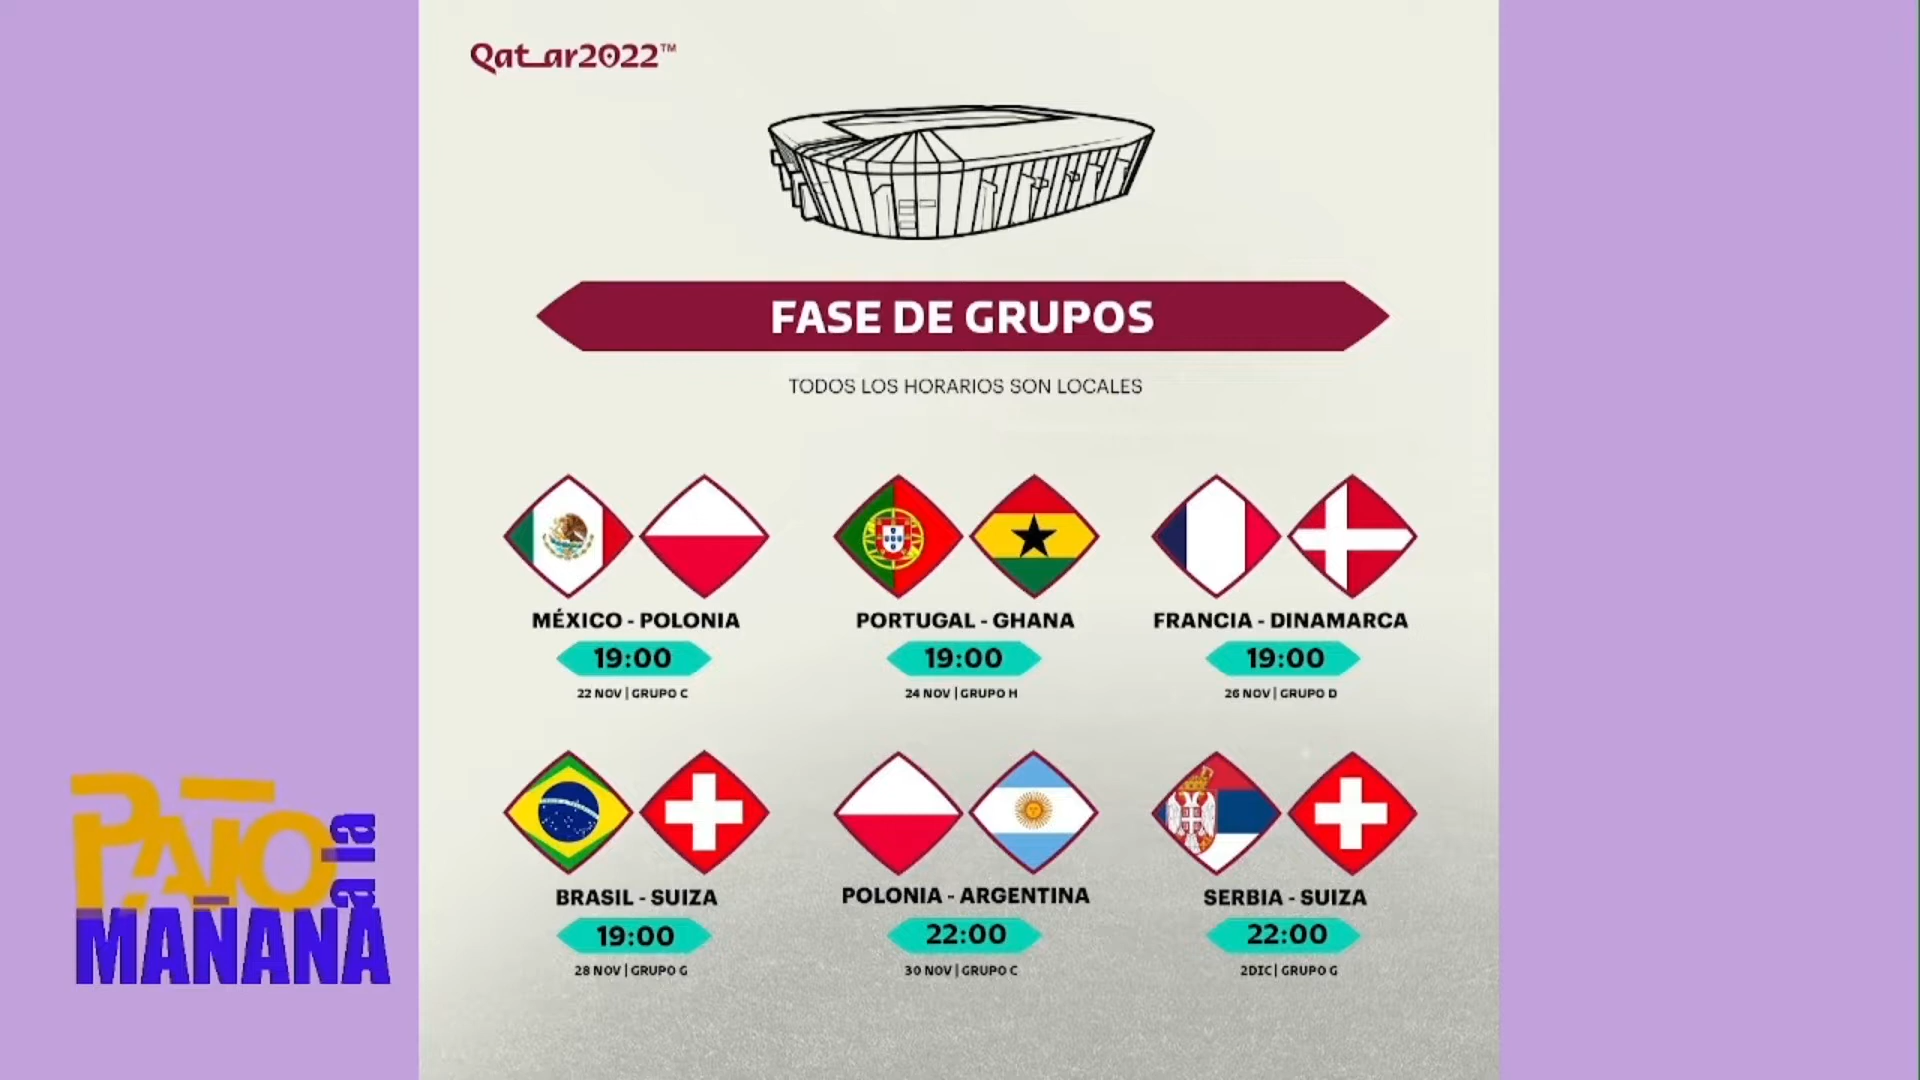 Qatar2022™
FASE DE GRUPOS
TODOS LOS HORARIOS SON LOCALES
MÉXICO - POLONIA
19:00
22 NOV | GRUPO C
PORTUGAL - GHANA
19:00
24 NOV | GRUPO H
FRANCIA - DINAMARCA
19:00
26 NOV | GRUPO D
BRASIL - SUIZA
19:00
28 NOV | GRUPO G
POLONIA - ARGENTINA
22:00
30 NOV | GRUPO C
SERBIA - SUIZA
22:00
2DIC | GRUPO G
PATO
a la
MAÑANA